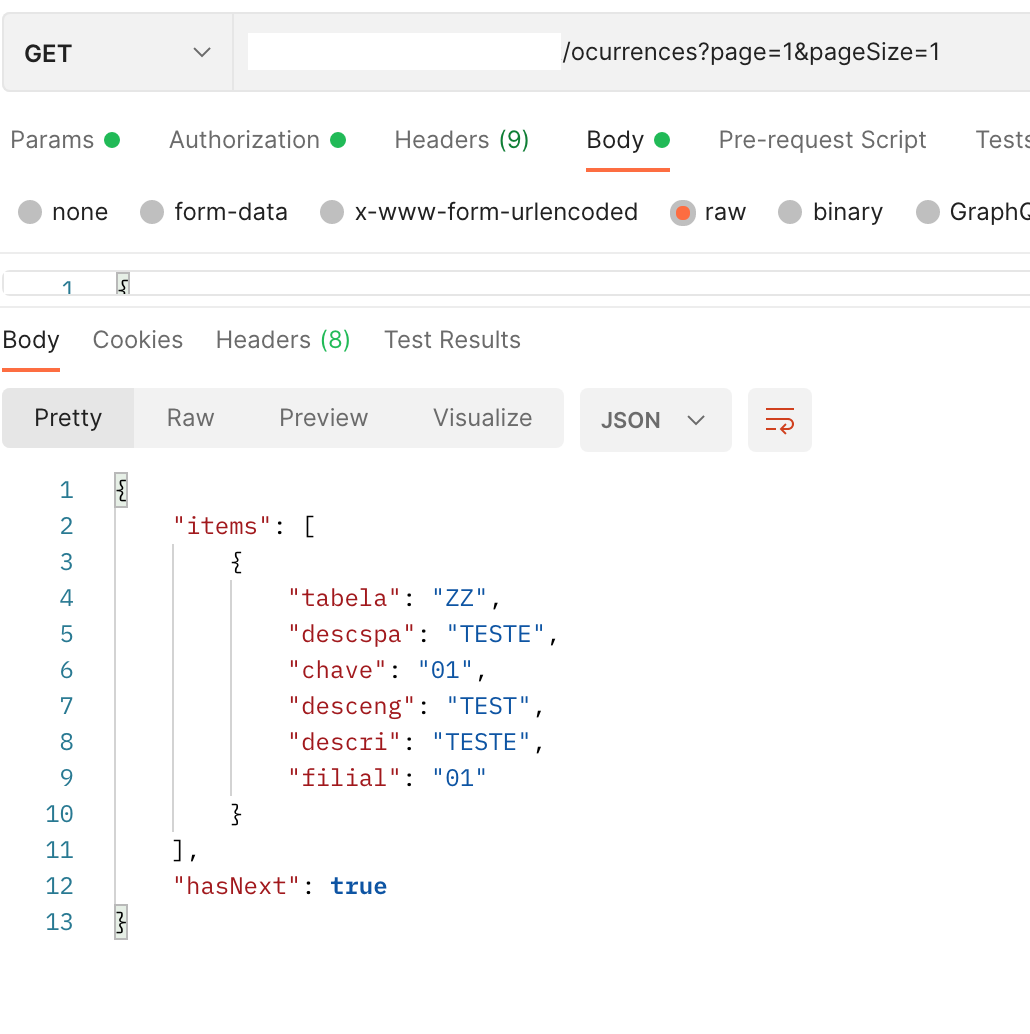 GET /ocurrences?page=1&pageSize=1
Params Authorization Headers (9) Body Pre-request Script Tests
none form-data x-www-form-urlencoded raw binary GraphQ
1 {
Body Cookies Headers (8) Test Results
Pretty Raw Preview Visualize JSON
1 {
2 "items": [
3 {
4 "tabela": "ZZ",
5 "descspa": "TESTE",
6 "chave": "01",
7 "desceng": "TEST",
8 "descri": "TESTE",
9 "filial": "01"
10 }
11 ],
12 "hasNext": true
13 }